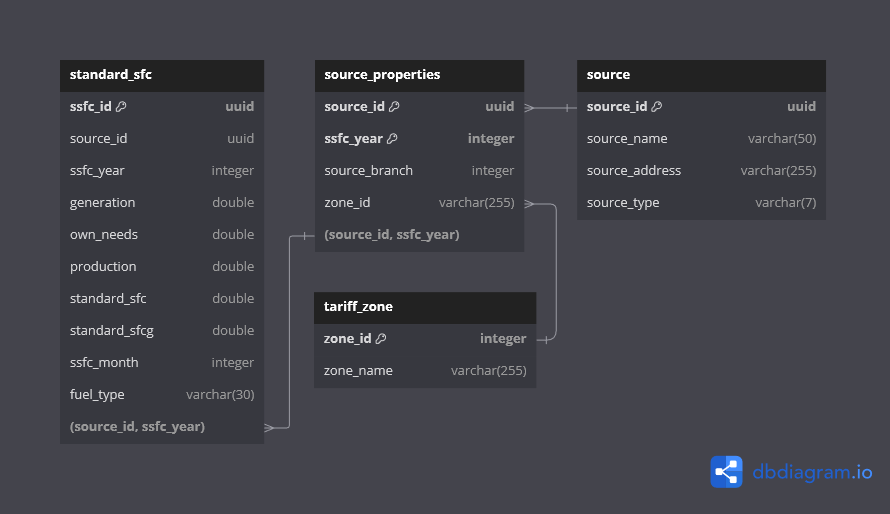 standard_sfc
ssfc_id uuid
source_id uuid
ssfc_year integer
generation double
own_needs double
production double
standard_sfc double
standard_sfcg double
ssfc_month integer
fuel_type varchar(30)
(source_id, ssfc_year)
source_properties
source_id uuid
ssfc_year integer
source_branch integer
zone_id varchar(255)
(source_id, ssfc_year)
source
source_id uuid
source_name varchar(50)
source_address varchar(255)
source_type varchar(7)
tariff_zone
zone_id integer
zone_name varchar(255)
dbdiagram.io